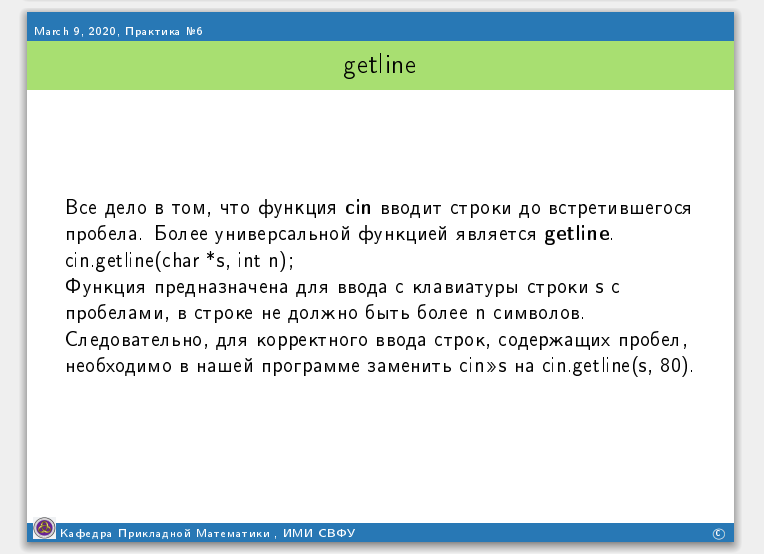 March 9, 2020, Практика №6
getline
Все дело в том, что функция cin вводит строки до встретившегося
пробела. Более универсальной функцией является getline.
cin.getline(char *s, int n);
Функция предназначена для ввода с клавиатуры строки s с
пробелами, в строке не должно быть более n символов.
Следовательно, для корректного ввода строк, содержащих пробел,
необходимо в нашей программе заменить cin»s на cin.getline(s, 80).
Кафедра Прикладной Математики , ИМИ СВФУ ©